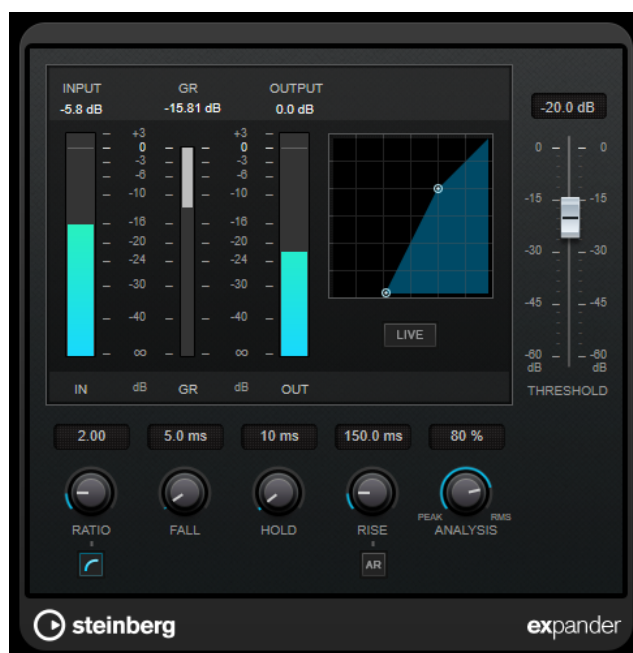 INPUT GR OUTPUT
-5.8 dB -15.81 dB 0.0 dB
-20.0 dB
+3 +3
0 0
-3 -3
-6 -6
-10 -10
-16 -16
-20 -20
-24 -24
-30 -30
-40 -40
∞ ∞
0 0
-15 -15
-30 -30
-45 -45
-60 -60
dB dB
LIVE
IN dB GR dB OUT
THRESHOLD
2.00 5.0 ms 10 ms 150.0 ms 80 %
PEAK RMS
RATIO FALL HOLD RISE ANALYSIS
AR
steinberg expander